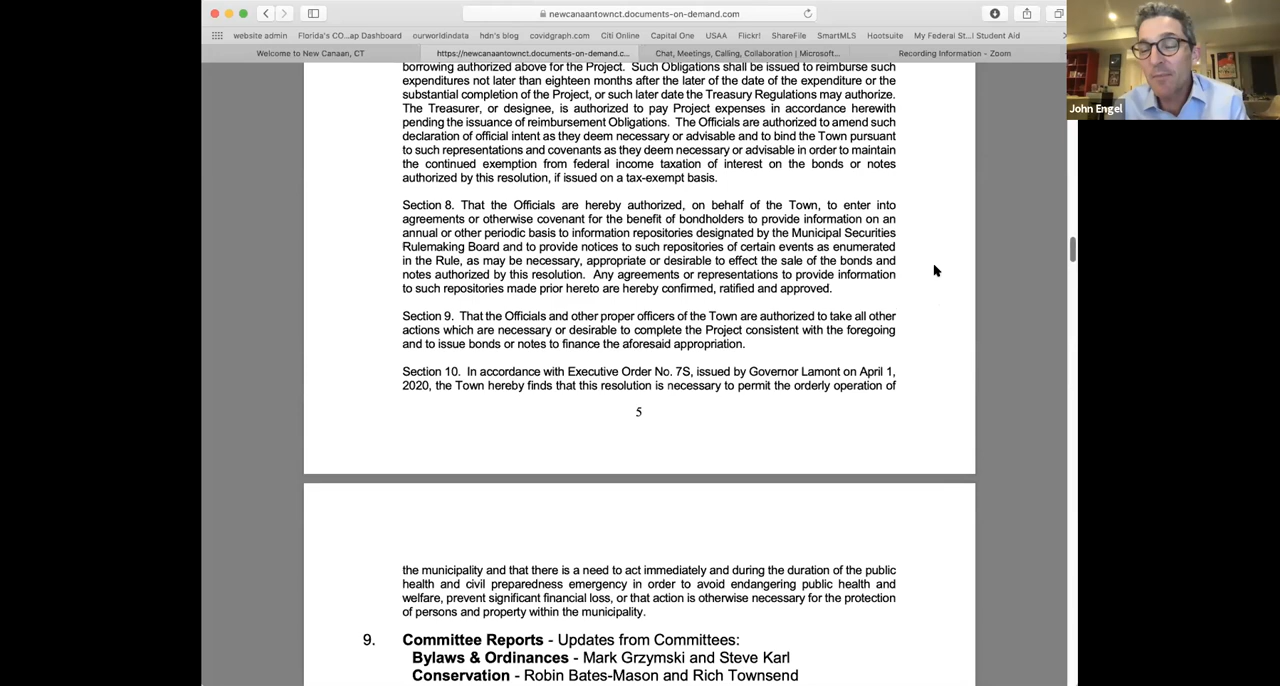 newcanaantownct.documents-on-demand.com
website admin Florida's CO...ap Dashboard ourworldindata hdn's blog covidgraph.com Citi Online Capital One USAA Flickr! ShareFile SmartMLS Hootsuite My Federal St...l Student Aid
Welcome to New Canaan, CT https://newcanaantownct.documents-on-demand.c... Chat, Meetings, Calling, Collaboration | Microsoft... Recording Information - Zoom
John Engel
borrowing authorized above for the Project. Such Obligations shall be issued to reimburse such
expenditures not later than eighteen months after the later of the date of the expenditure or the
substantial completion of the Project, or such later date the Treasury Regulations may authorize.
The Treasurer, or designee, is authorized to pay Project expenses in accordance herewith
pending the issuance of reimbursement Obligations. The Officials are authorized to amend such
declaration of official intent as they deem necessary or advisable and to bind the Town pursuant
to such representations and covenants as they deem necessary or advisable in order to maintain
the continued exemption from federal income taxation of interest on the bonds or notes
authorized by this resolution, if issued on a tax-exempt basis.
Section 8. That the Officials are hereby authorized, on behalf of the Town, to enter into
agreements or otherwise covenant for the benefit of bondholders to provide information on an
annual or other periodic basis to information repositories designated by the Municipal Securities
Rulemaking Board and to provide notices to such repositories of certain events as enumerated
in the Rule, as may be necessary, appropriate or desirable to effect the sale of the bonds and
notes authorized by this resolution. Any agreements or representations to provide information
to such repositories made prior hereto are hereby confirmed, ratified and approved.
Section 9. That the Officials and other proper officers of the Town are authorized to take all other
actions which are necessary or desirable to complete the Project consistent with the foregoing
and to issue bonds or notes to finance the aforesaid appropriation.
Section 10. In accordance with Executive Order No. 7S, issued by Governor Lamont on April 1,
2020, the Town hereby finds that this resolution is necessary to permit the orderly operation of
5
the municipality and that there is a need to act immediately and during the duration of the public
health and civil preparedness emergency in order to avoid endangering public health and
welfare, prevent significant financial loss, or that action is otherwise necessary for the protection
of persons and property within the municipality.
9. Committee Reports - Updates from Committees:
Bylaws & Ordinances - Mark Grzymski and Steve Karl
Conservation - Robin Bates-Mason and Rich Townsend